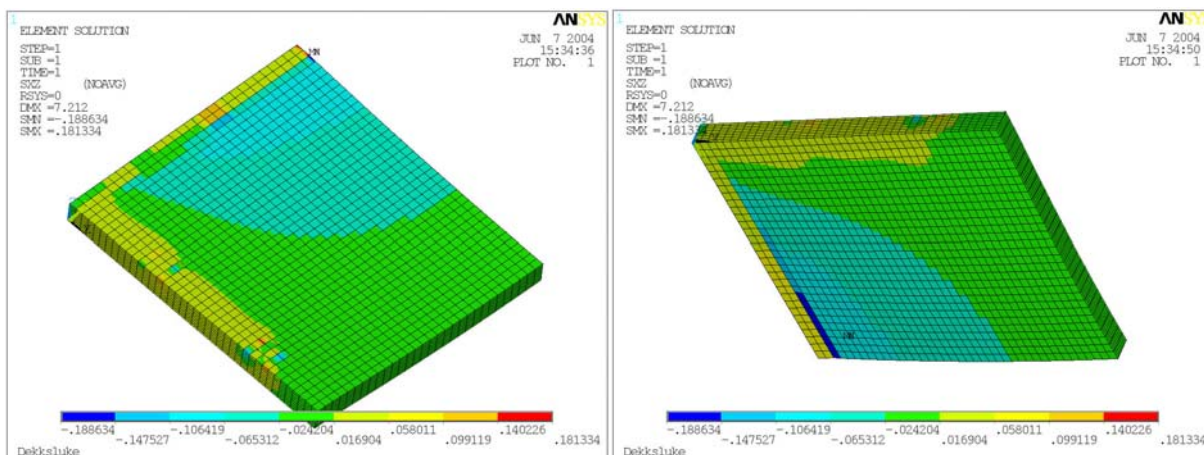 1
ANSYS
ELEMENT SOLUTION
JUN 7 2004
15:34:36
PLOT NO. 1
STEP=1
SUB =1
TIME=1
SXZ (NOAVG)
RSYS=0
DMX =7.212
SMN =-.188634
SMX =.181334
MN
-.188634 -.106419 -.024204 .058011 .140226
-.147527 -.065312 .016904 .099119 .181334
Dekksluke
1
ANSYS
ELEMENT SOLUTION
JUN 7 2004
15:34:50
PLOT NO. 1
STEP=1
SUB =1
TIME=1
SXZ (NOAVG)
RSYS=0
DMX =7.212
SMN =-.188634
SMX =.181334
MN
-.188634 -.106419 -.024204 .058011 .140226
-.147527 -.065312 .016904 .099119 .181334
Dekksluke